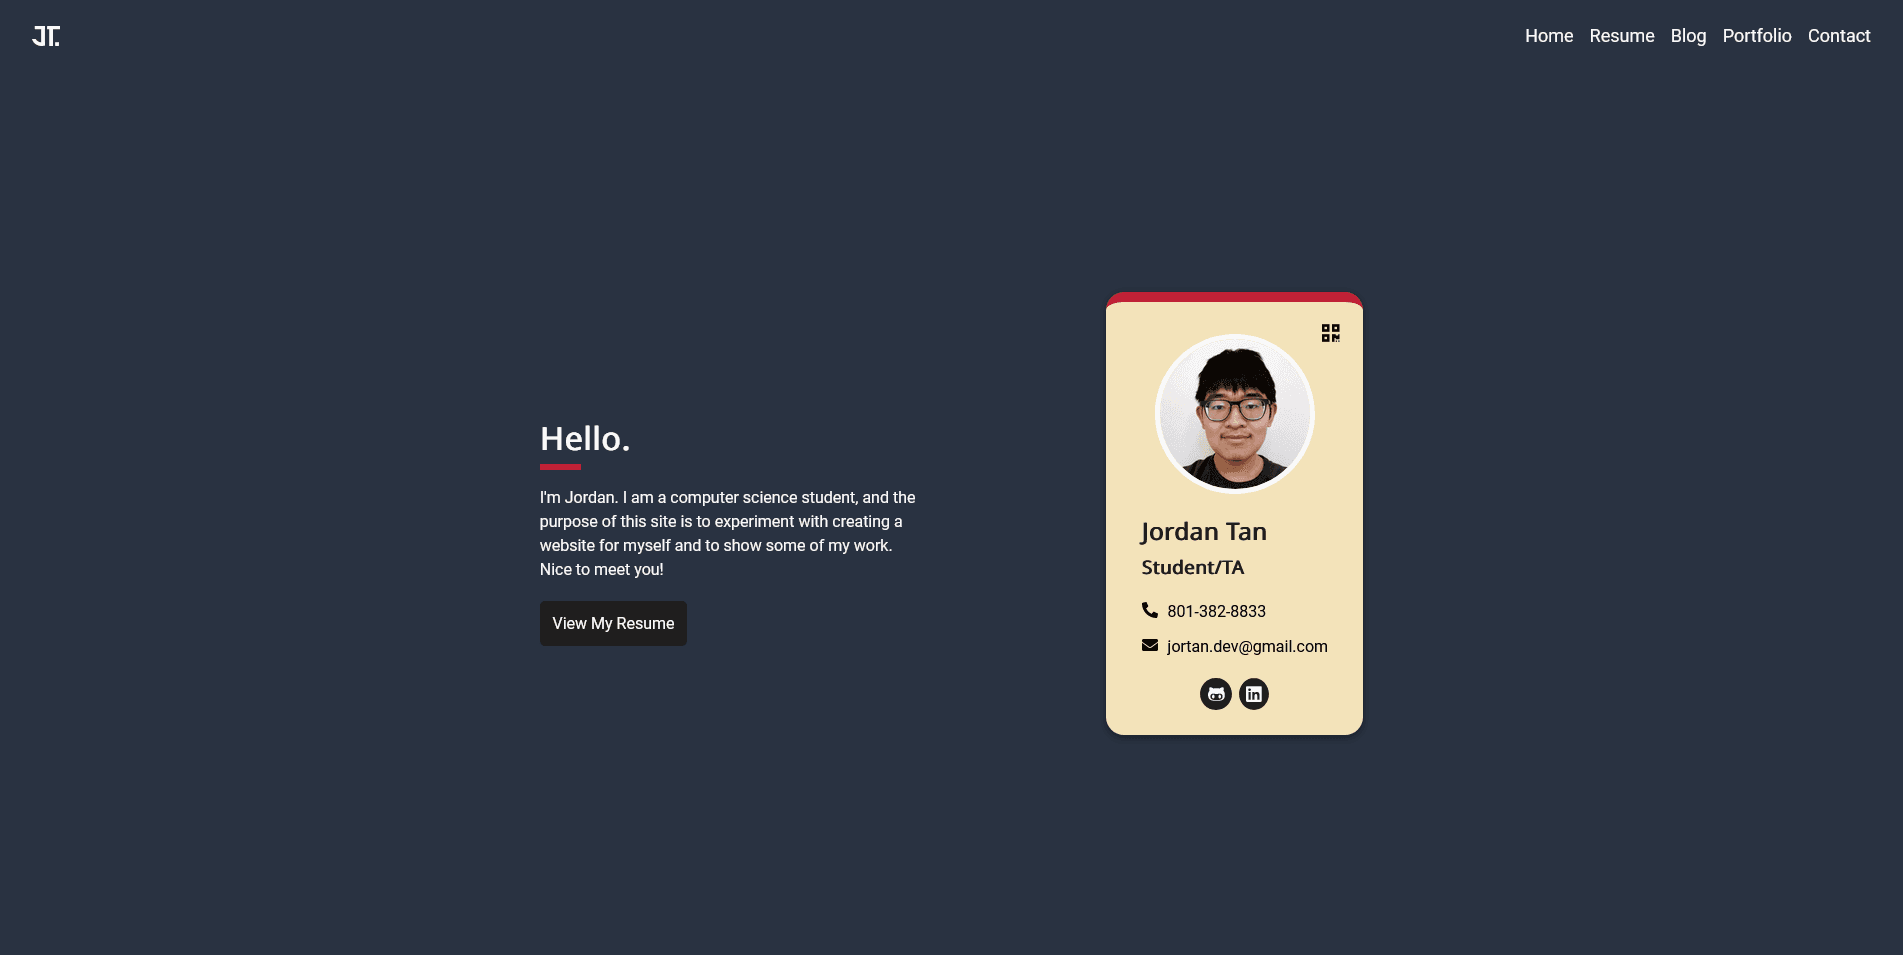 JT.
Home Resume Blog Portfolio Contact
Hello.
I'm Jordan. I am a computer science student, and the
purpose of this site is to experiment with creating a
website for myself and to show some of my work.
Nice to meet you!
View My Resume
Jordan Tan
Student/TA
801-382-8833
jortan.dev@gmail.com
in